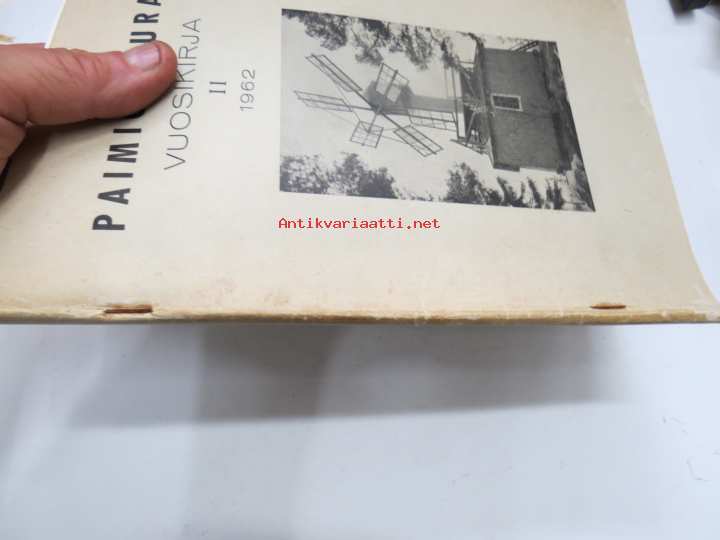 PAIMI URA
VUOSIKIRJA
II
1962
Antikvariaatti.net